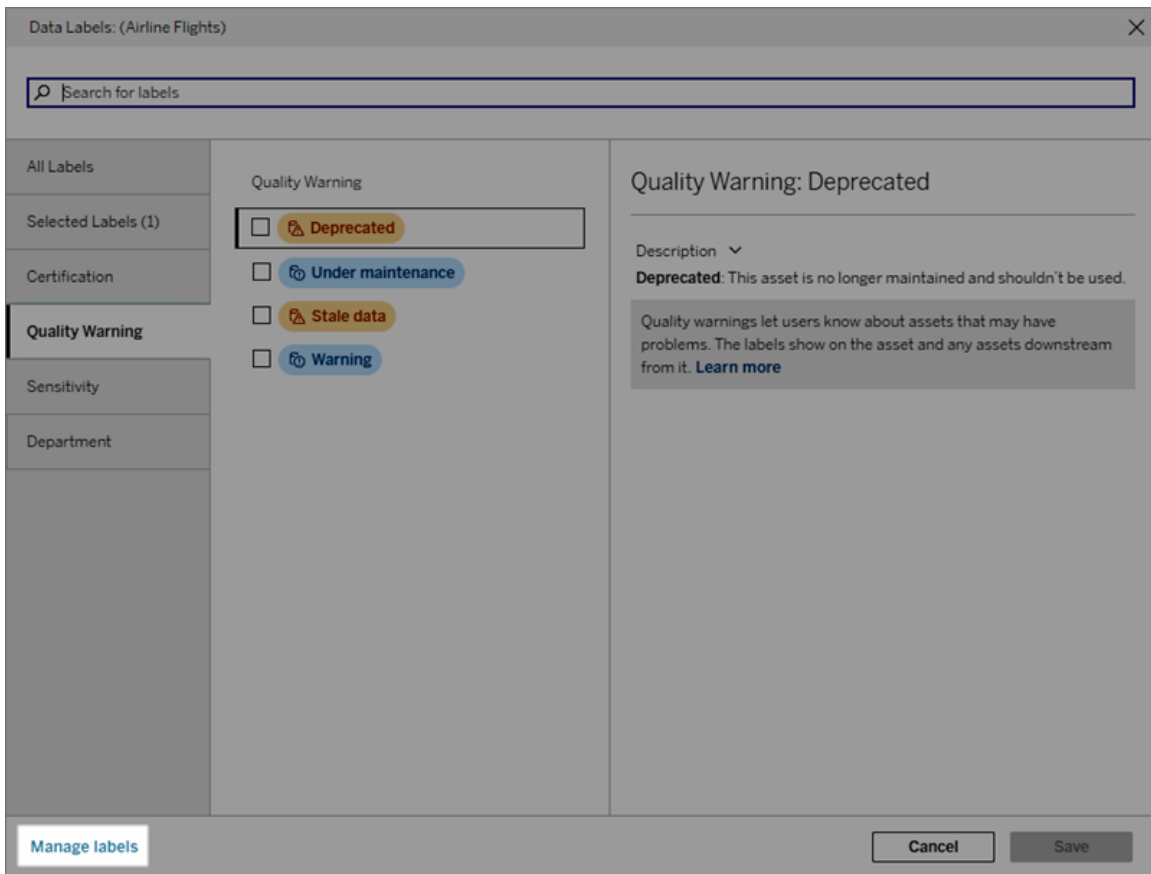 Data Labels: (Airline Flights)
Search for labels
All Labels
Selected Labels (1)
Certification
Quality Warning
Sensitivity
Department
Quality Warning
Deprecated
Under maintenance
Stale data
Warning
Quality Warning: Deprecated
Description
Deprecated: This asset is no longer maintained and shouldn't be used.
Quality warnings let users know about assets that may have
problems. The labels show on the asset and any assets downstream
from it. Learn more
Manage labels
Cancel
Save